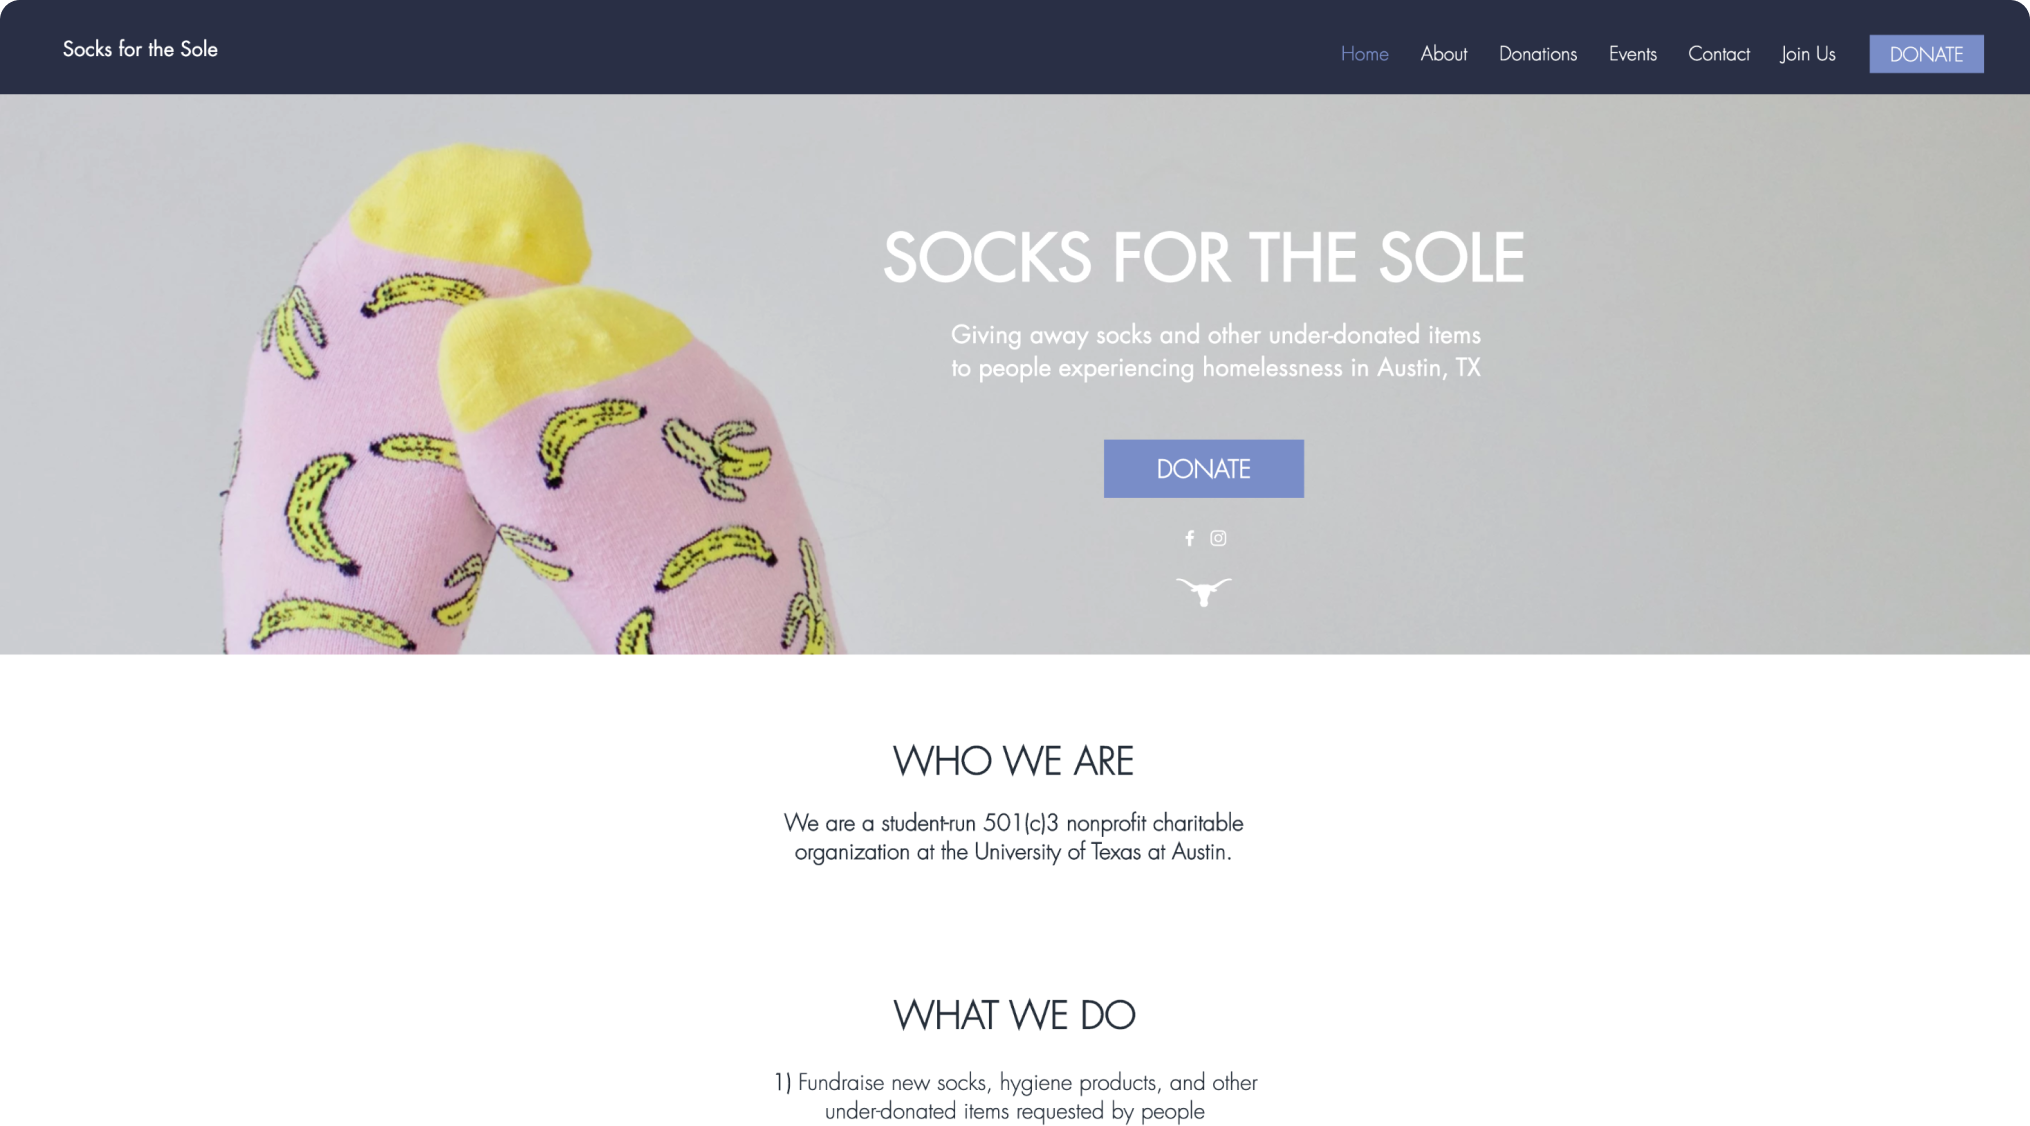 Socks for the Sole
Home About Donations Events Contact Join Us DONATE
SOCKS FOR THE SOLE
Giving away socks and other under-donated items
to people experiencing homelessness in Austin, TX
DONATE
WHO WE ARE
We are a student-run 501(c)3 nonprofit charitable
organization at the University of Texas at Austin.
WHAT WE DO
1) Fundraise new socks, hygiene products, and other
under-donated items requested by people